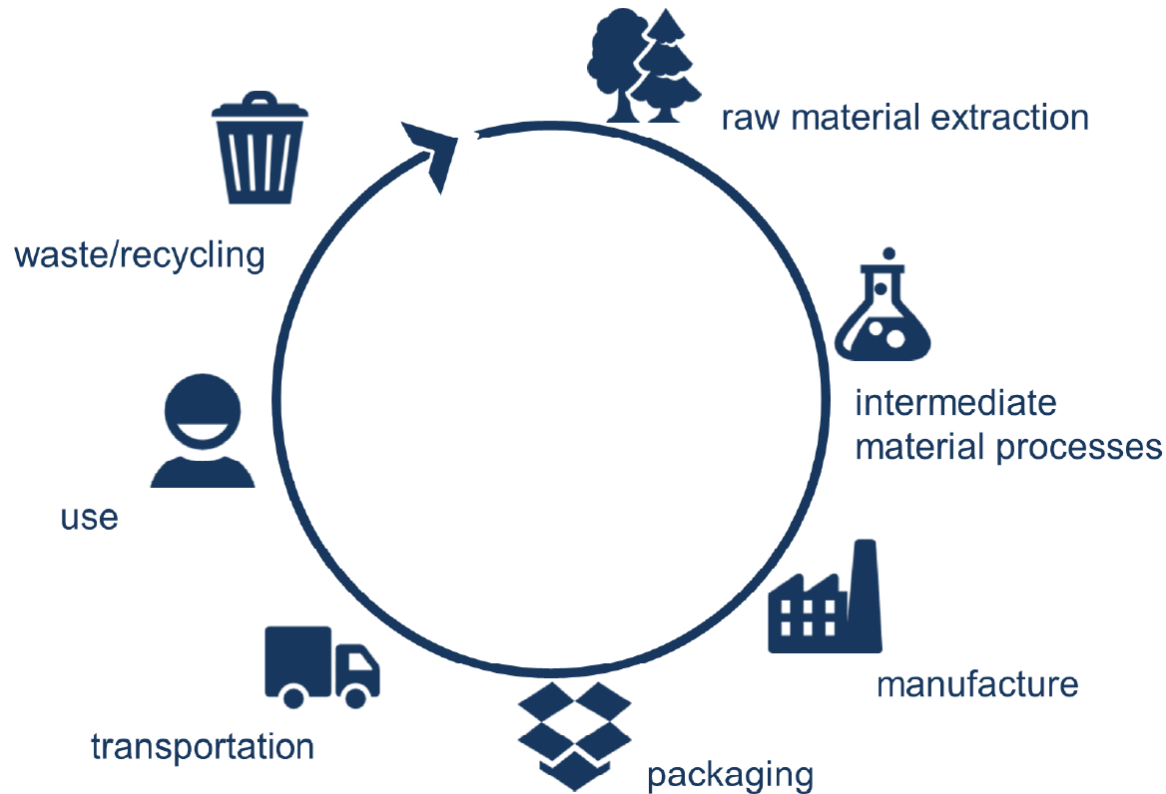 raw material extraction
intermediate
material processes
manufacture
packaging
transportation
use
waste/recycling